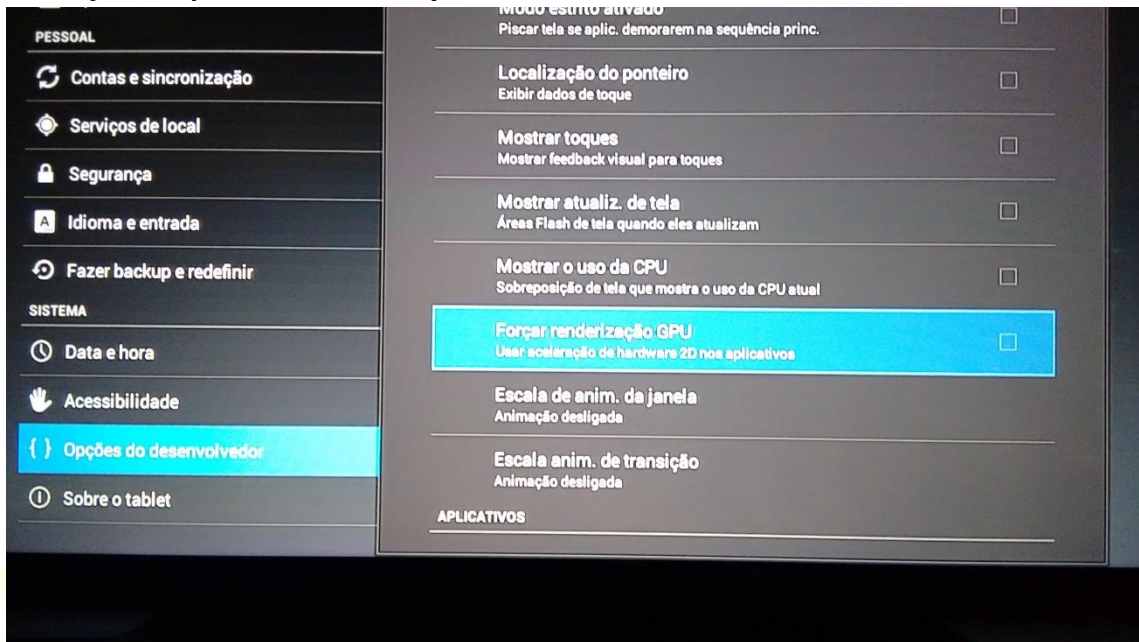 PESSOAL
Contas e sincronização
Serviços de local
Segurança
A
Idioma e entrada
Fazer backup e redefinir
SISTEMA
Data e hora
Acessibilidade
{ } Opções do desenvolvedor
Sobre o tablet
Modo estrito ativado
Piscar tela se aplic. demorarem na sequência princ.
Localização do ponteiro
Exibir dados de toque
Mostrar toques
Mostrar feedback visual para toques
Mostrar atualiz. de tela
Áreas Flash de tela quando eles atualizam
Mostrar o uso da CPU
Sobreposição de tela que mostra o uso da CPU atual
Forçar renderização GPU
Usar aceleração de hardware 2D nos aplicativos
Escala de anim. da janela
Animação desligada
Escala anim. de transição
Animação desligada
APLICATIVOS